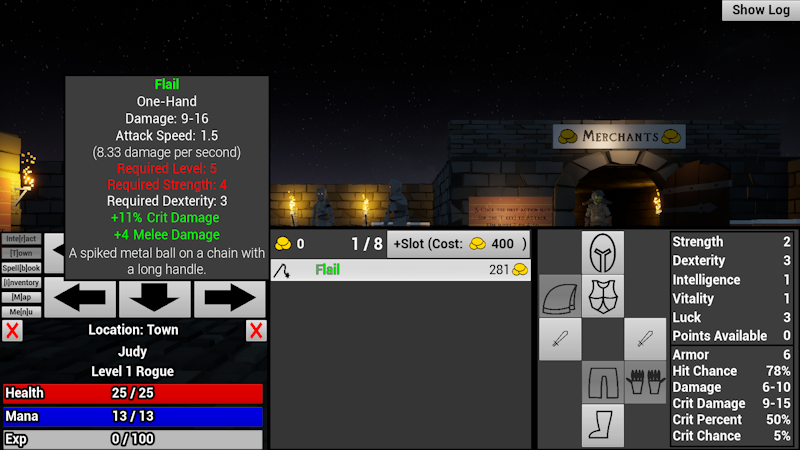 Show Log
Flail
One-Hand
Damage: 9-16
Attack Speed: 1.5
(8.33 damage per second)
Required Level: 5
Required Strength: 4
Required Dexterity: 3
+11% Crit Damage
+4 Melee Damage
A spiked metal ball on a chain with
a long handle.
MERCHANTS
Inte[r]act
[T]own
Spell[b]ook
[I]nventory
[M]ap
Me[n]u
Location: Town
Judy
Level 1 Rogue
Health 25 / 25
Mana 13 / 13
Exp 0 / 100
0 1 / 8 +Slot (Cost: 400 )
Flail 281
Strength 2
Dexterity 3
Intelligence 1
Vitality 1
Luck 3
Points Available 0
Armor 6
Hit Chance 78%
Damage 6-10
Crit Damage 9-15
Crit Percent 50%
Crit Chance 5%